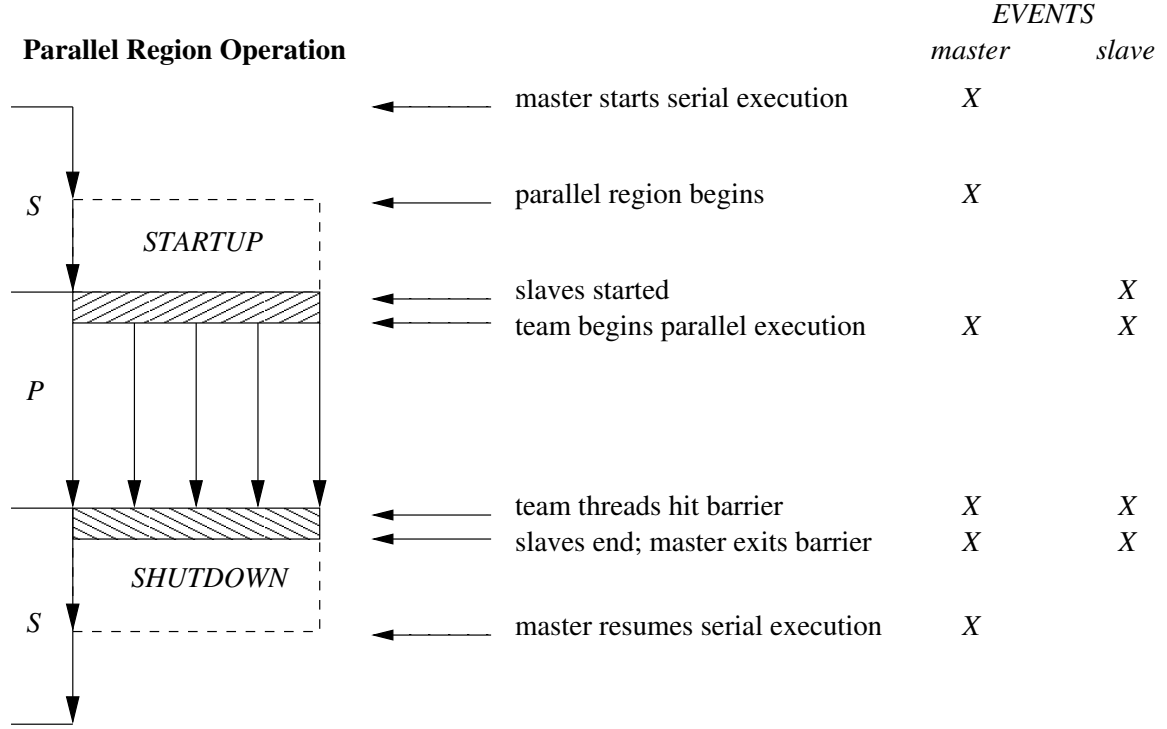 EVENTS
Parallel Region Operation master slave
master starts serial execution X
parallel region begins X
S
STARTUP
slaves started X
team begins parallel execution X X
P
team threads hit barrier X X
slaves end; master exits barrier X X
SHUTDOWN
S
master resumes serial execution X